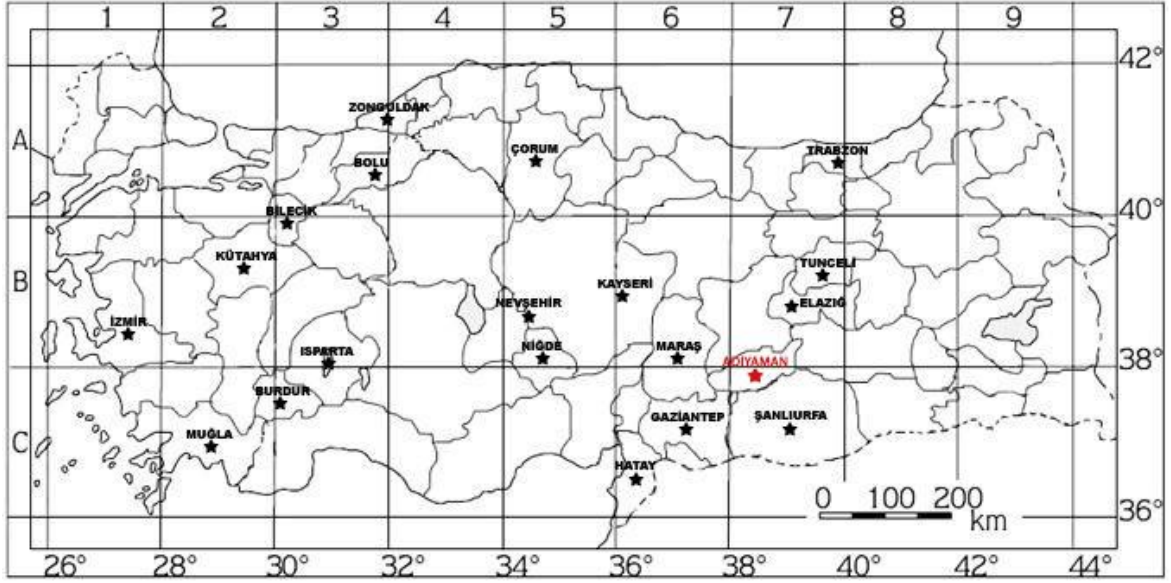 1 2 3 4 5 6 7 8 9
42°
ZONGULDAK
A
ÇORUM
TRABZON
BOLU
BİLECİK
40°
KÜTAHYA
TUNCELİ
B
KAYSERİ
NEVŞEHİR
ELAZIĞ
İZMİR
ISPARTA
NİĞDE
MARAŞ
ADIYAMAN
38°
BURDUR
GAZİANTEP
ŞANLIURFA
MUĞLA
C
HATAY
0 100 200
km
36°
26° 28° 30° 32° 34° 36° 38° 40° 42° 44°